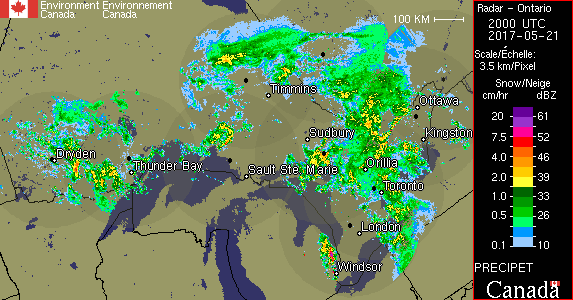 Environment Environnement
Canada Canada
100 KM
Timmins
Ottawa
Sudbury
Kingston
Dryden
Thunder Bay
Sault Ste. Marie
Orillia
Toronto
London
Windsor
Radar - Ontario
2000 UTC
2017-05-21
Scale/Échelle:
3.5 km/Pixel
Snow/Neige
cm/hr dBZ
20 61
7.5 52
4.0 46
2.0 39
1.0 33
0.5 26
0.1 10
PRECIPET
Canada